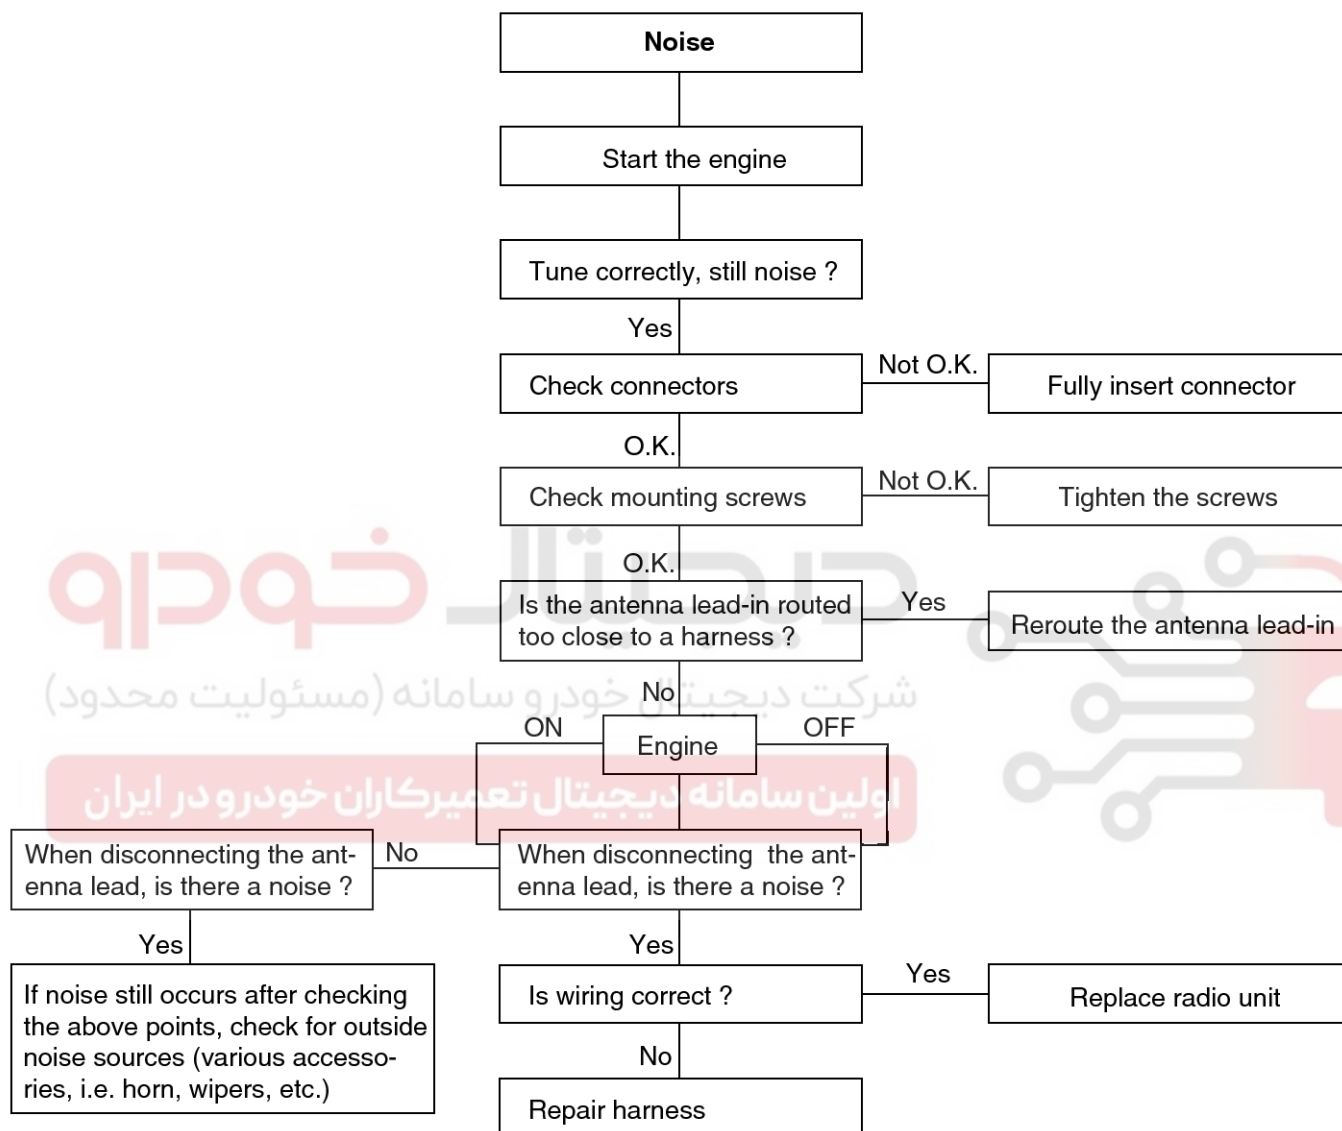 Noise
Start the engine
Tune correctly, still noise ?
Yes
Check connectors
Not O.K.
Fully insert connector
O.K.
Check mounting screws
Not O.K.
Tighten the screws
O.K.
Is the antenna lead-in routed
too close to a harness ?
Yes
Reroute the antenna lead-in
No
ON
Engine
OFF
When disconnecting the ant-
enna lead, is there a noise ?
No
When disconnecting the ant-
enna lead, is there a noise ?
Yes
Yes
If noise still occurs after checking
the above points, check for outside
noise sources (various accesso-
ries, i.e. horn, wipers, etc.)
Is wiring correct ?
Yes
Replace radio unit
No
Repair harness
دیجیتال خودرو
شرکت دیجیتال خودرو سامانه (مسئولیت محدود)
اولین سامانه دیجیتال تعمیرکاران خودرو در ایران